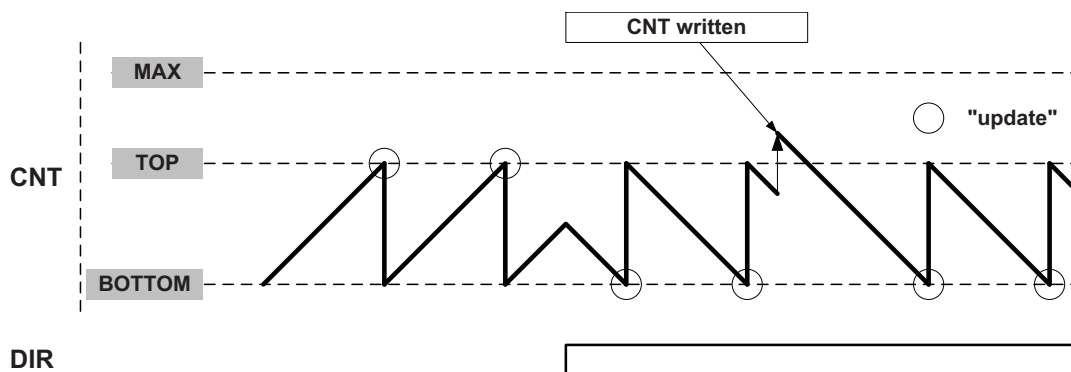 CNT written
MAX
"update"
TOP
CNT
BOTTOM
DIR